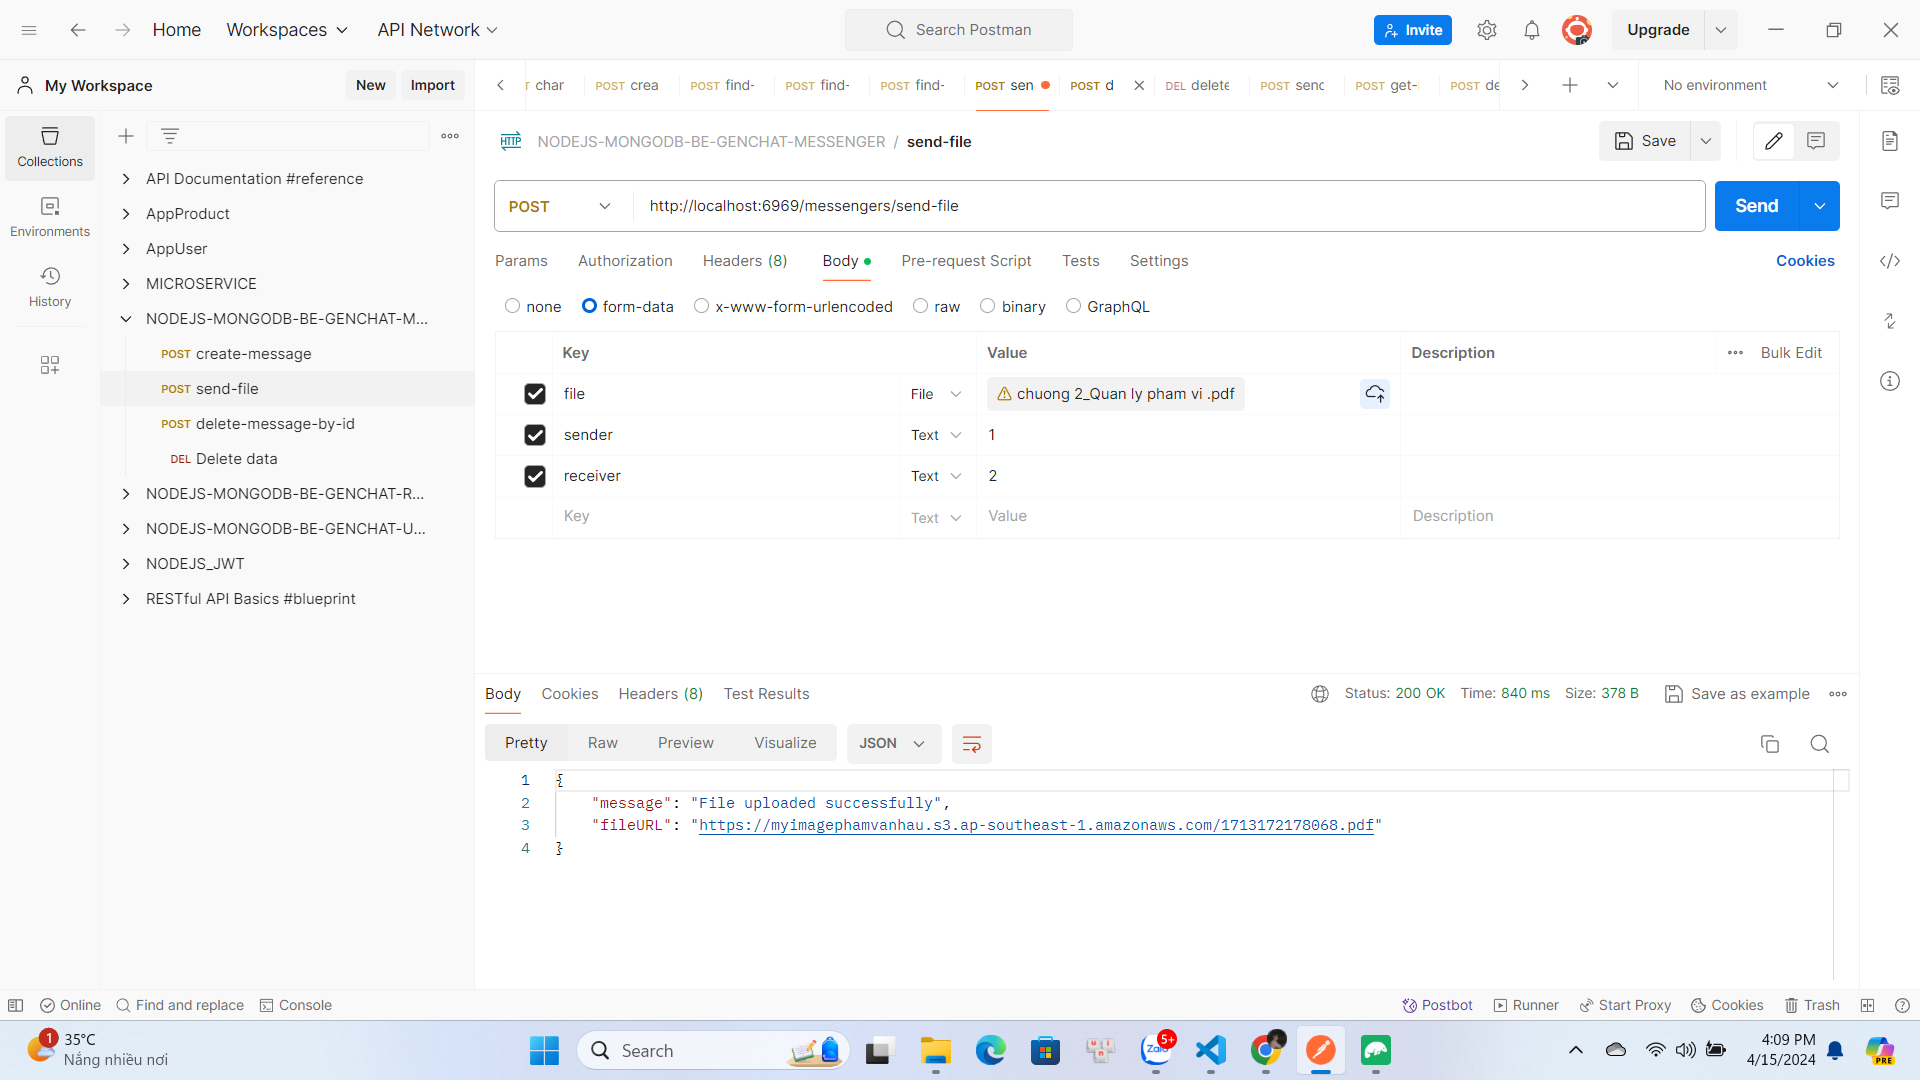 Home
Workspaces
API Network
Search Postman
Invite
Upgrade
My Workspace
New
Import
char
POST crea
POST find-
POST find-
POST find-
POST sen
POST d
DEL delete
POST senc
POST get-
POST de
No environment
Collections
Environments
History
API Documentation #reference
AppProduct
AppUser
MICROSERVICE
NODEJS-MONGODB-BE-GENCHAT-M...
POST create-message
POST send-file
POST delete-message-by-id
DEL Delete data
NODEJS-MONGODB-BE-GENCHAT-R...
NODEJS-MONGODB-BE-GENCHAT-U...
NODEJS_JWT
RESTful API Basics #blueprint
HTTP NODEJS-MONGODB-BE-GENCHAT-MESSENGER / send-file
Save
POST http://localhost:6969/messengers/send-file
Send
Params Authorization Headers (8) Body Pre-request Script Tests Settings Cookies
none form-data x-www-form-urlencoded raw binary GraphQL
Key Value Description Bulk Edit
file File chuong 2_Quan ly pham vi .pdf
sender Text 1
receiver Text 2
Key Text Value Description
Body Cookies Headers (8) Test Results Status: 200 OK Time: 840 ms Size: 378 B Save as example
Pretty Raw Preview Visualize JSON
1 {
2 "message": "File uploaded successfully",
3 "fileURL": "https://myimagephamvanhau.s3.ap-southeast-1.amazonaws.com/1713172178068.pdf"
4 }
Online Find and replace Console Postbot Runner Start Proxy Cookies Trash
1
35°C
Nắng nhiều nơi
Search
Zalo
5+
4:09 PM
4/15/2024
PRE